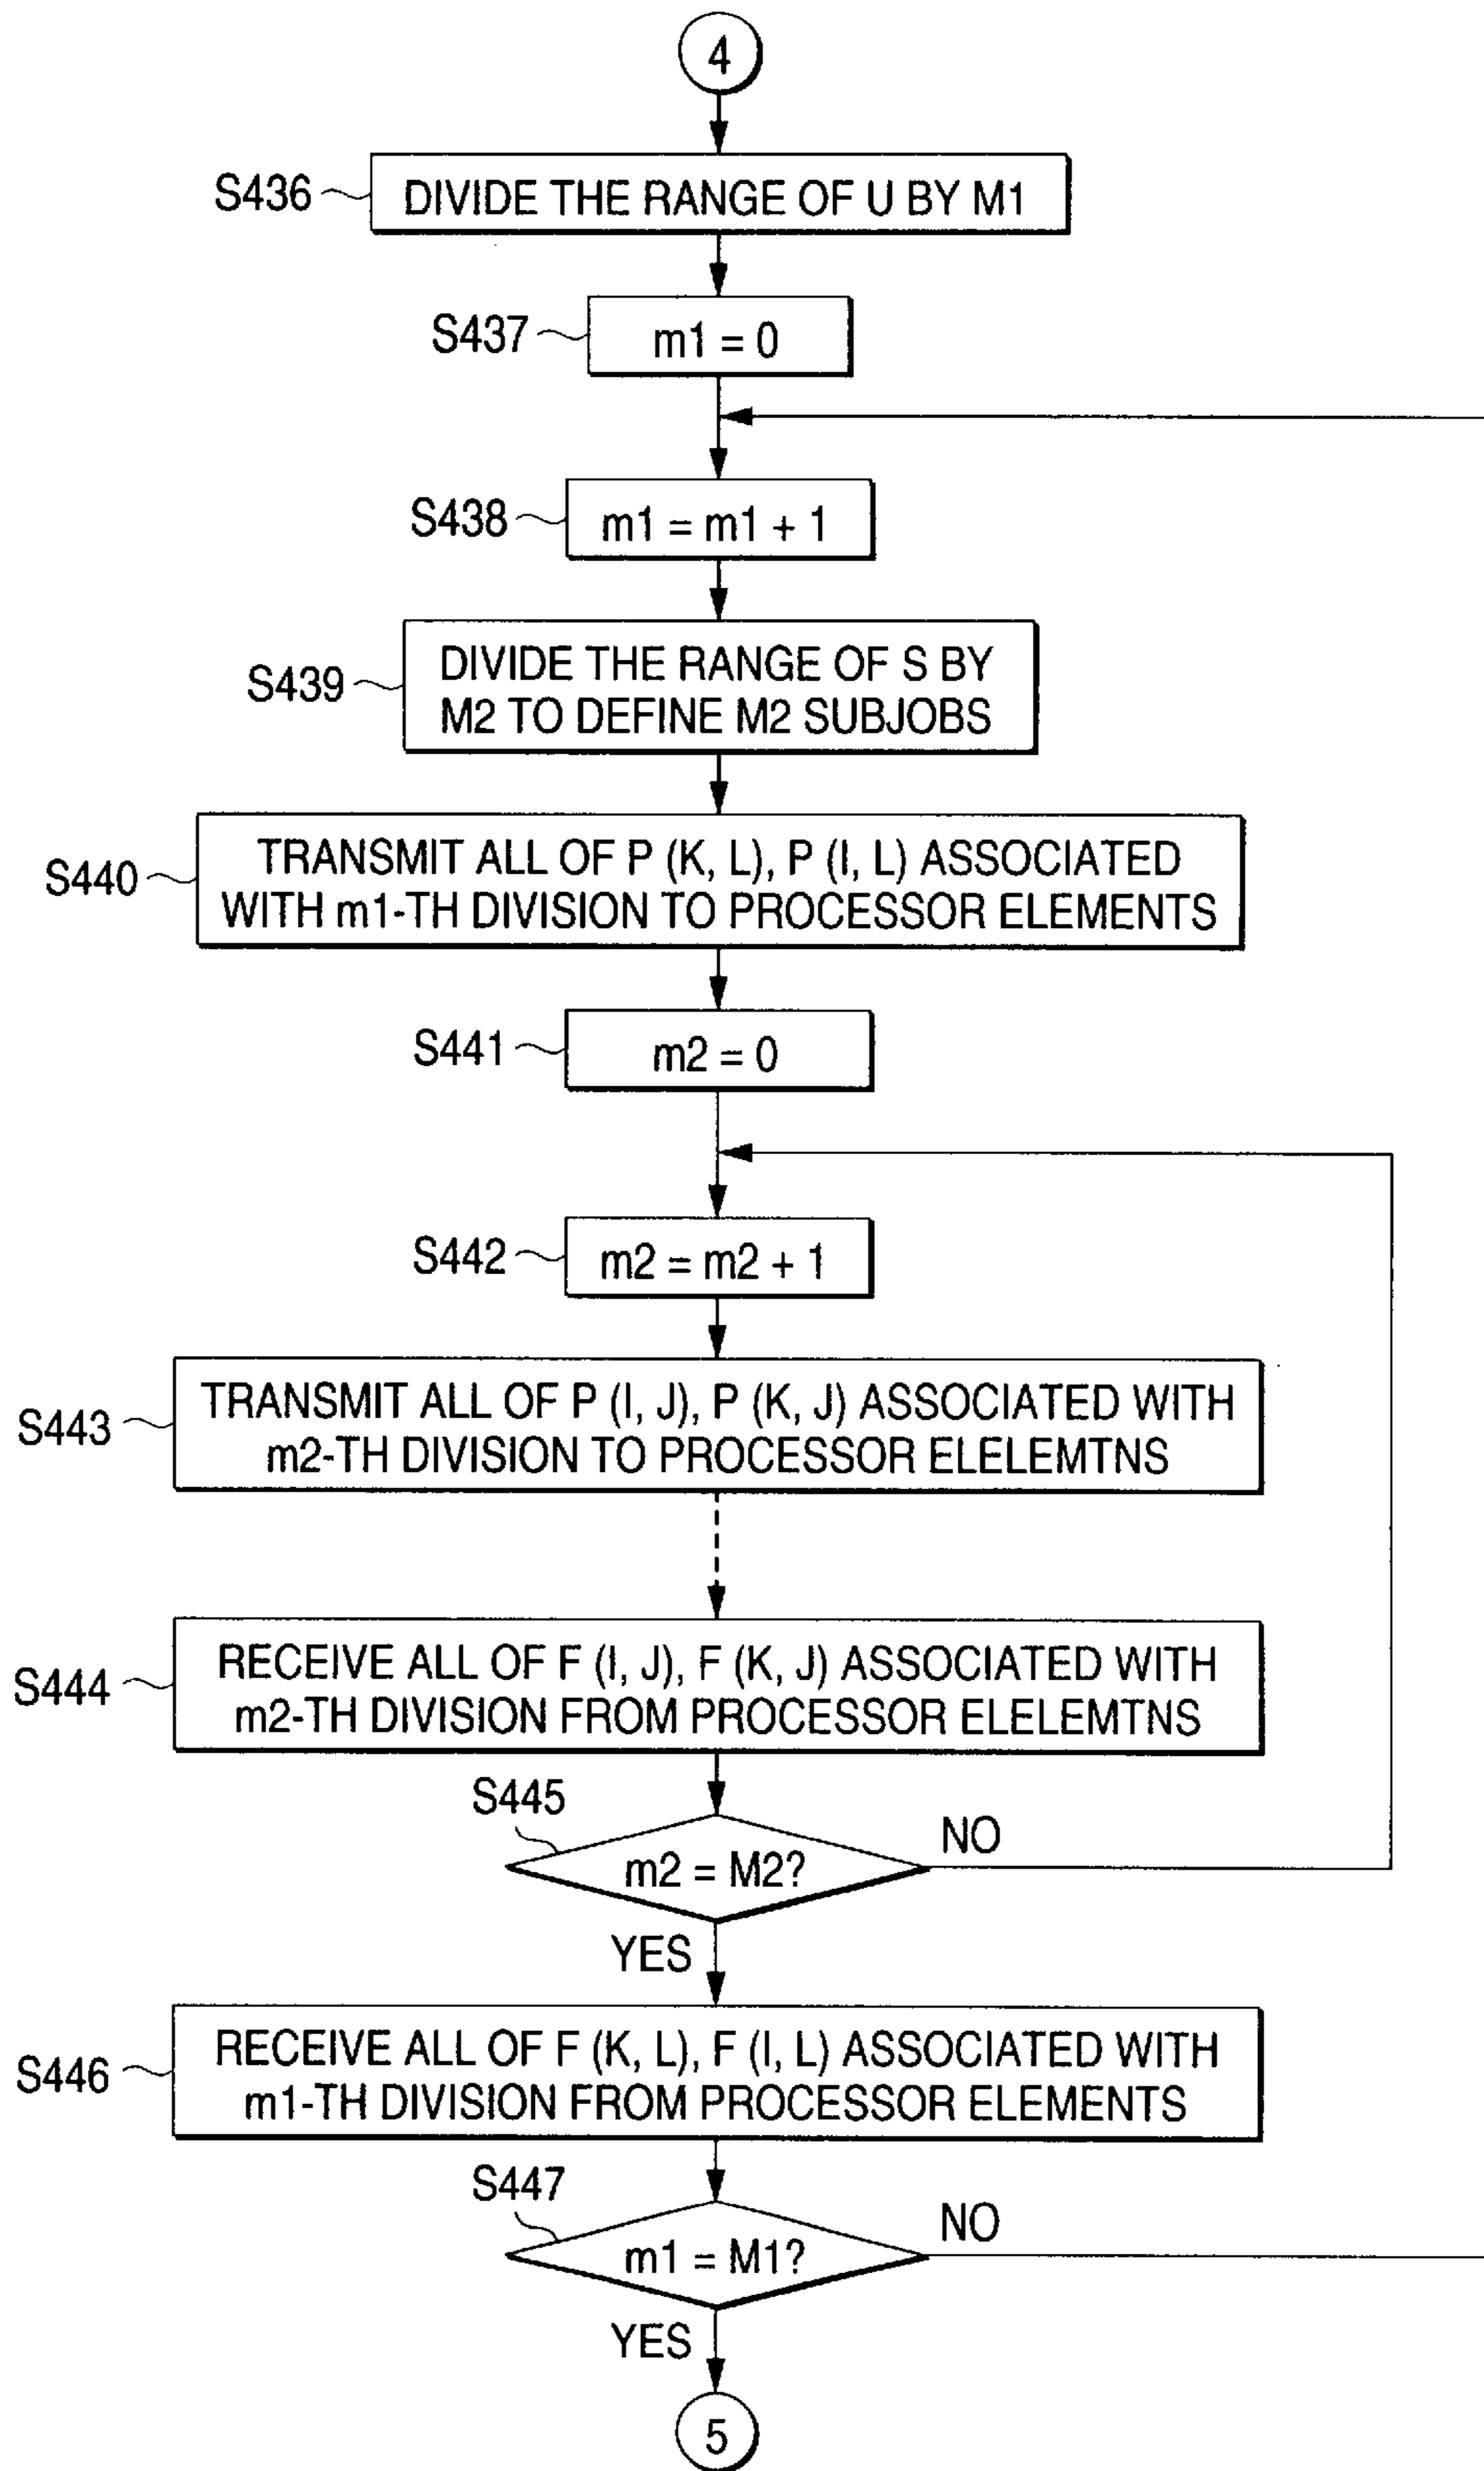 4
S436
DIVIDE THE RANGE OF U BY M1
S437
m1 = 0
S438
m1 = m1 + 1
S439
DIVIDE THE RANGE OF S BY
M2 TO DEFINE M2 SUBJOBS
S440
TRANSMIT ALL OF P (K, L), P (I, L) ASSOCIATED
WITH m1-TH DIVISION TO PROCESSOR ELEMENTS
S441
m2 = 0
S442
m2 = m2 + 1
S443
TRANSMIT ALL OF P (I, J), P (K, J) ASSOCIATED WITH
m2-TH DIVISION TO PROCESSOR ELELEMTNS
S444
RECEIVE ALL OF F (I, J), F (K, J) ASSOCIATED WITH
m2-TH DIVISION FROM PROCESSOR ELELEMTNS
S445
m2 = M2?
NO
YES
S446
RECEIVE ALL OF F (K, L), F (I, L) ASSOCIATED WITH
m1-TH DIVISION FROM PROCESSOR ELEMENTS
S447
m1 = M1?
NO
YES
5